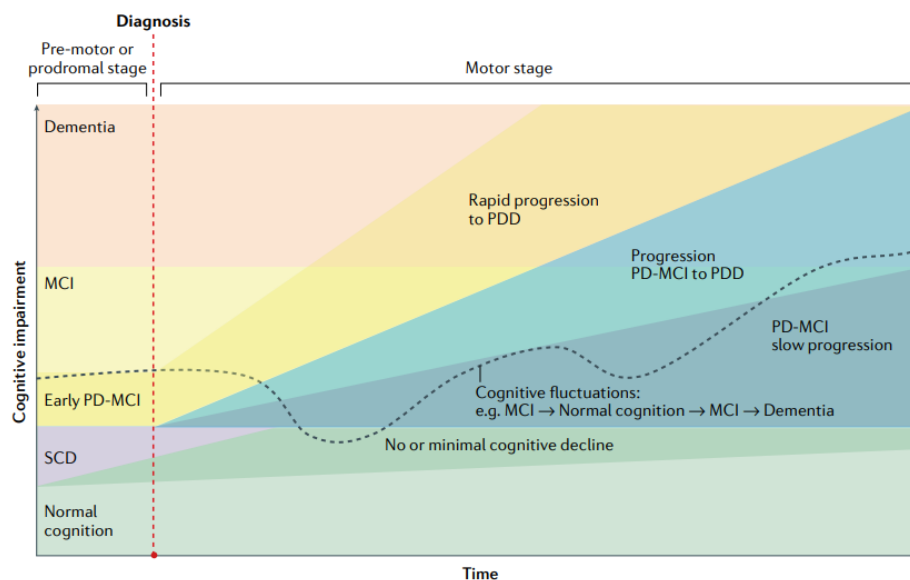 Diagnosis
Pre-motor or
prodromal stage
Motor stage
Dementia
Rapid progression
to PDD
MCI
Progression
PD-MCI to PDD
PD-MCI
slow progression
Early PD-MCI
Cognitive fluctuations:
e.g. MCI → Normal cognition → MCI → Dementia
No or minimal cognitive decline
SCD
Normal
cognition
Cognitive impairment
Time